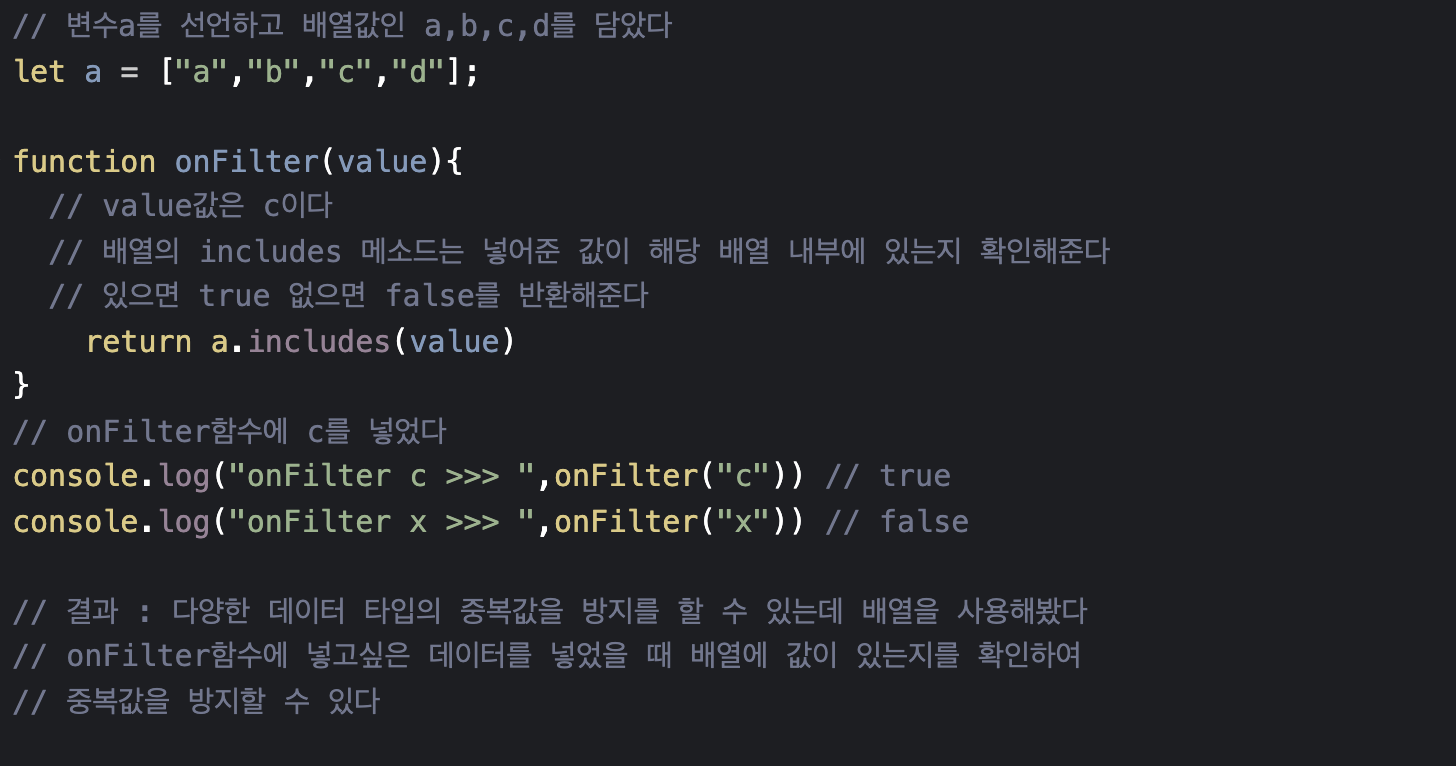 // 변수a를 선언하고 배열값인 a,b,c,d를 담았다
let a = ["a","b","c","d"];
function onFilter(value){
// value값은 c이다
// 배열의 includes 메소드는 넣어준 값이 해당 배열 내부에 있는지 확인해준다
// 있으면 true 없으면 false를 반환해준다
return a.includes(value)
}
// onFilter함수에 c를 넣었다
console.log("onFilter c >>> ",onFilter("c")) // true
console.log("onFilter x >>> ",onFilter("x")) // false
// 결과 : 다양한 데이터 타입의 중복값을 방지를 할 수 있는데 배열을 사용해봤다
// onFilter함수에 넣고싶은 데이터를 넣었을 때 배열에 값이 있는지를 확인하여
// 중복값을 방지할 수 있다